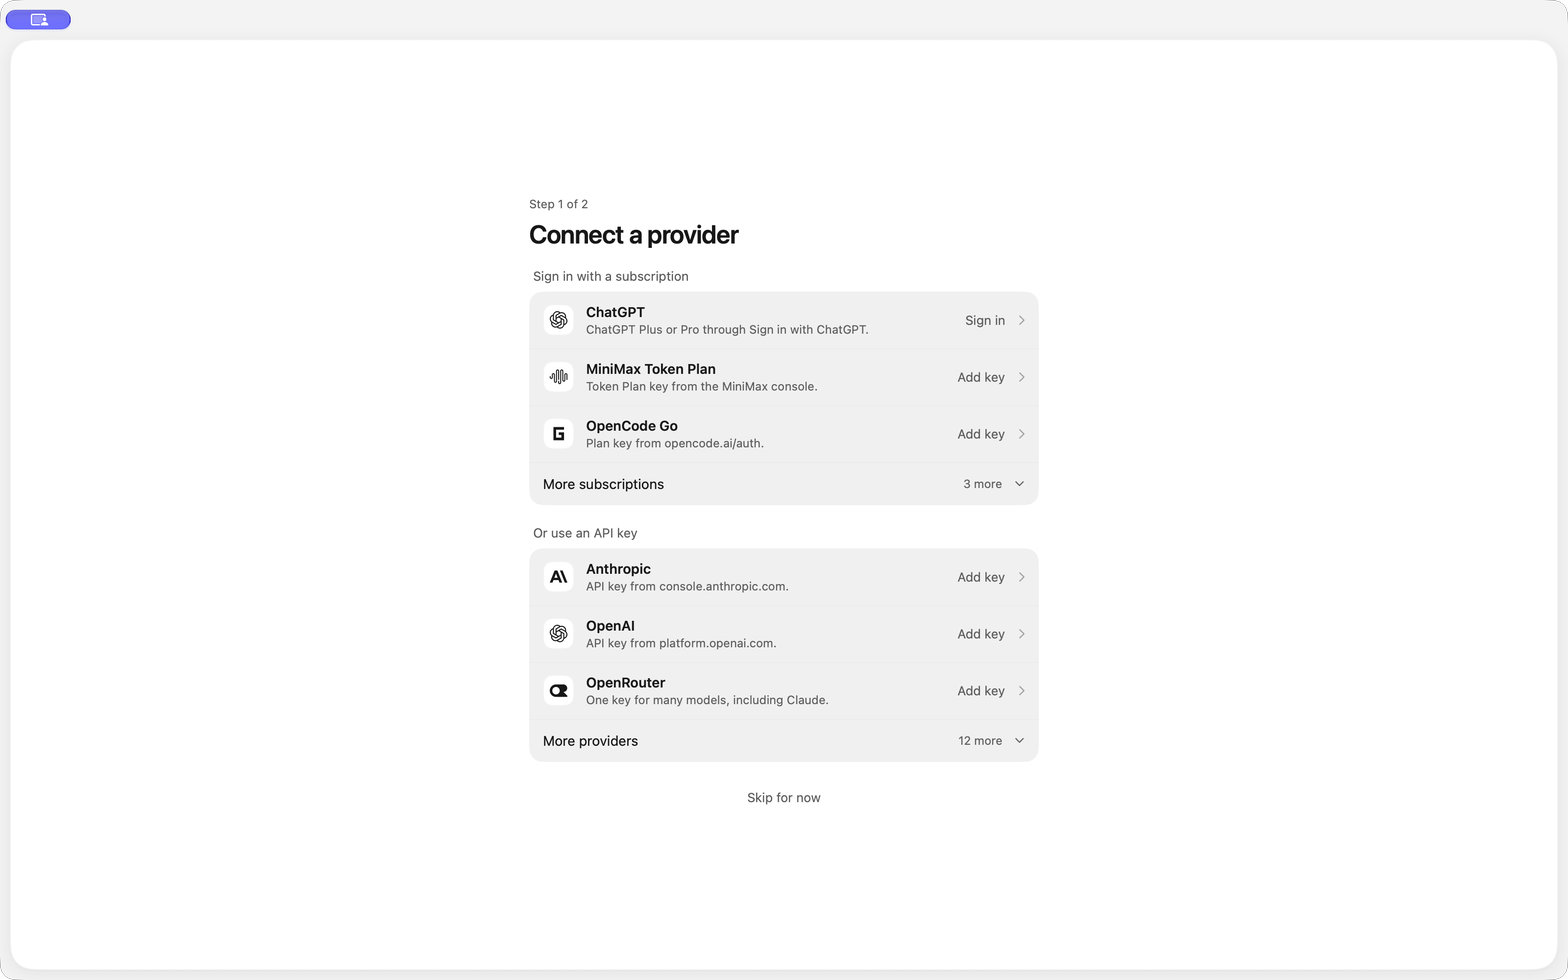 Step 1 of 2
Connect a provider
Sign in with a subscription
ChatGPT
ChatGPT Plus or Pro through Sign in with ChatGPT.
Sign in
MiniMax Token Plan
Token Plan key from the MiniMax console.
Add key
OpenCode Go
Plan key from opencode.ai/auth.
Add key
More subscriptions
3 more
Or use an API key
Anthropic
API key from console.anthropic.com.
Add key
OpenAI
API key from platform.openai.com.
Add key
OpenRouter
One key for many models, including Claude.
Add key
More providers
12 more
Skip for now